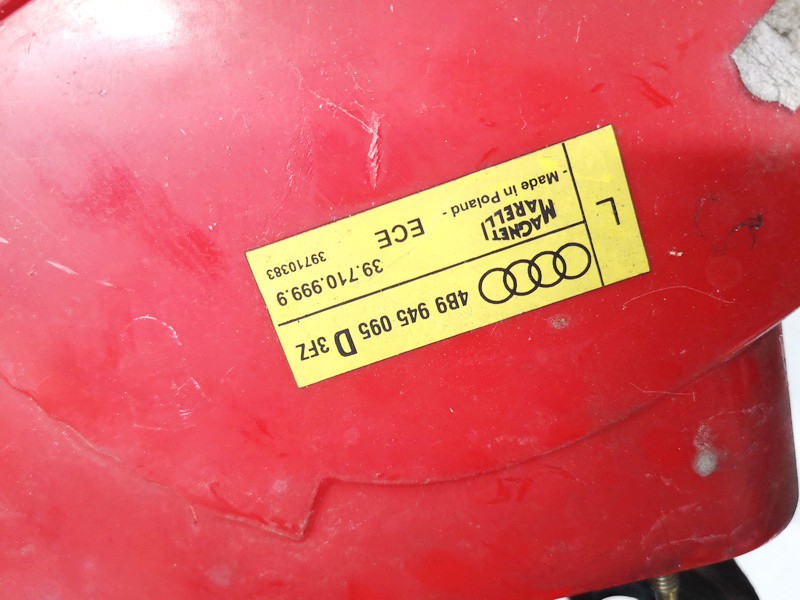 L
4B9 945 095 D 3FZ
MAGNETI
MARELLI
ECE
39.710.999.9
- Made in Poland -
39710383